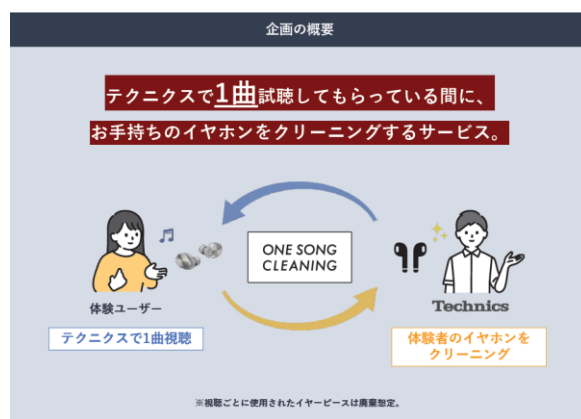 企画の概要
テクニクスで1曲試聴してもらっている間に、
お手持ちのイヤホンをクリーニングするサービス。
ONE SONG
CLEANING
体験ユーザー
Technics
テクニクスで1曲視聴
体験者のイヤホンを
クリーニング
※視聴ごとに使用されたイヤーピースは廃棄想定。